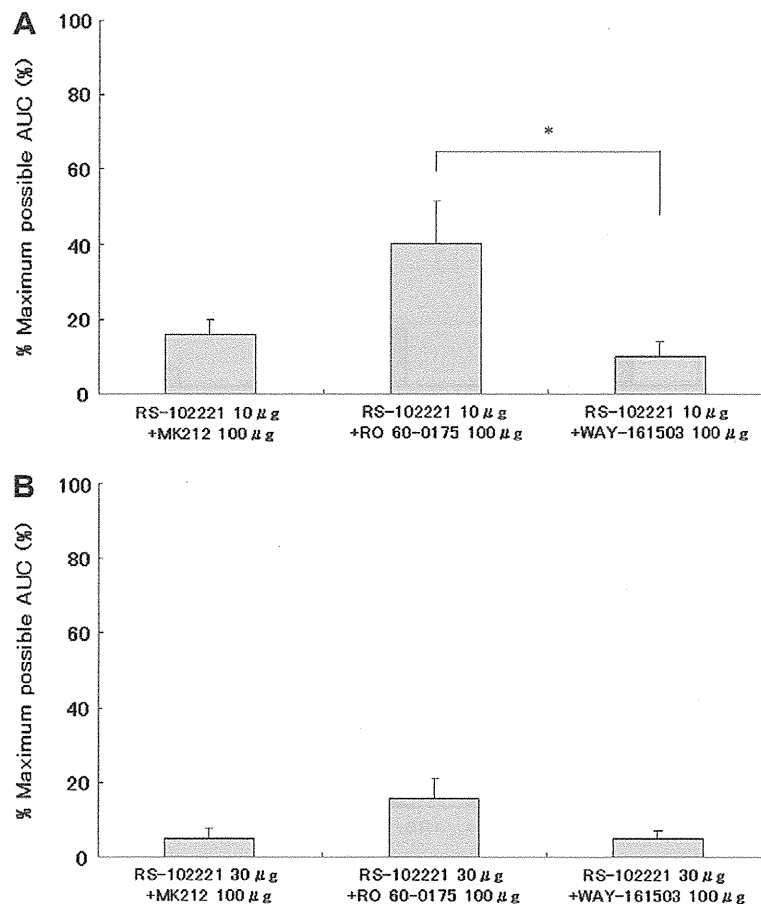 A
% Maximum possible AUC (%)
100
80
60
40
20
0
*
RS-102221 10 μg
+MK212 100 μg
RS-102221 10 μg
+RO 60-0175 100 μg
RS-102221 10 μg
+WAY-161503 100 μg
B
% Maximum possible AUC (%)
100
80
60
40
20
0
RS-102221 30 μg
+MK212 100 μg
RS-102221 30 μg
+RO 60-0175 100 μg
RS-102221 30 μg
+WAY-161503 100 μg